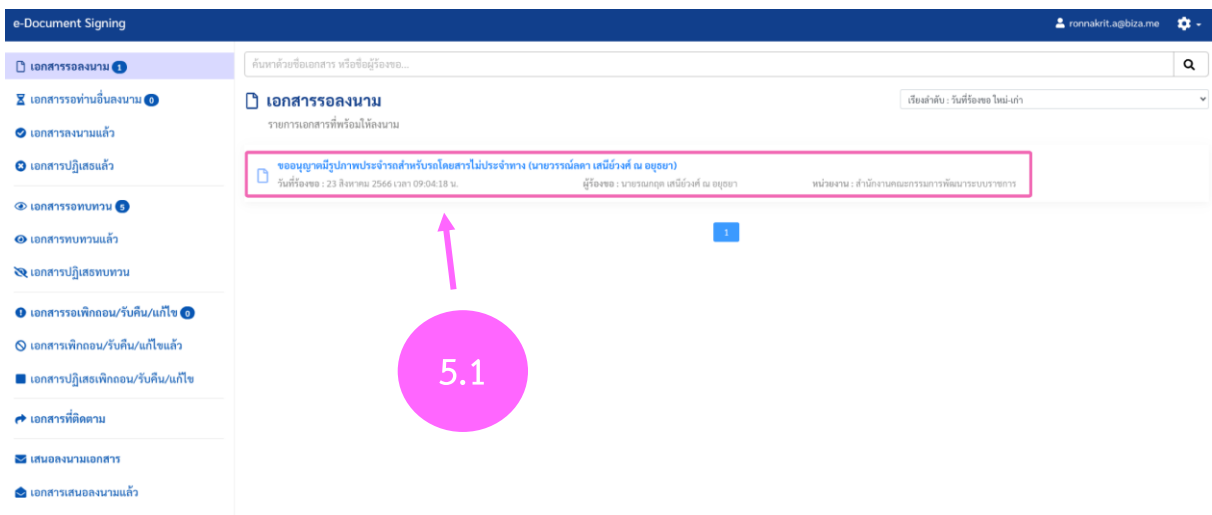 e-Document Signing
ronnakrit.a@biza.me
เอกสารรอลงนาม 1
เอกสารรอท่านอื่นลงนาม 0
เอกสารลงนามแล้ว
เอกสารปฏิเสธแล้ว
เอกสารรอทบทวน 5
เอกสารทบทวนแล้ว
เอกสารปฏิเสธทบทวน
เอกสารรอเพิกถอน/รับคืน/แก้ไข 0
เอกสารเพิกถอน/รับคืน/แก้ไขแล้ว
เอกสารปฏิเสธเพิกถอน/รับคืน/แก้ไข
เอกสารที่ติดตาม
เสนอลงนามเอกสาร
เอกสารเสนอลงนามแล้ว
ค้นหาด้วยชื่อเอกสาร หรือชื่อผู้ร้องขอ...
เอกสารรอลงนาม
เรียงลำดับ : วันที่ร้องขอ ใหม่-เก่า
รายการเอกสารที่พร้อมให้ลงนาม
ขออนุญาตมีรูปภาพประจำรถสำหรับรถโดยสารไม่ประจำทาง (นายวรรณ์ลดา เสนีย์วงศ์ ณ อยุธยา)
วันที่ร้องขอ : 23 สิงหาคม 2566 เวลา 09:04:18 น. ผู้ร้องขอ : นายรณกฤต เสนีย์วงศ์ ณ อยุธยา หน่วยงาน : สำนักงานคณะกรรมการพัฒนาระบบราชการ
1
5.1